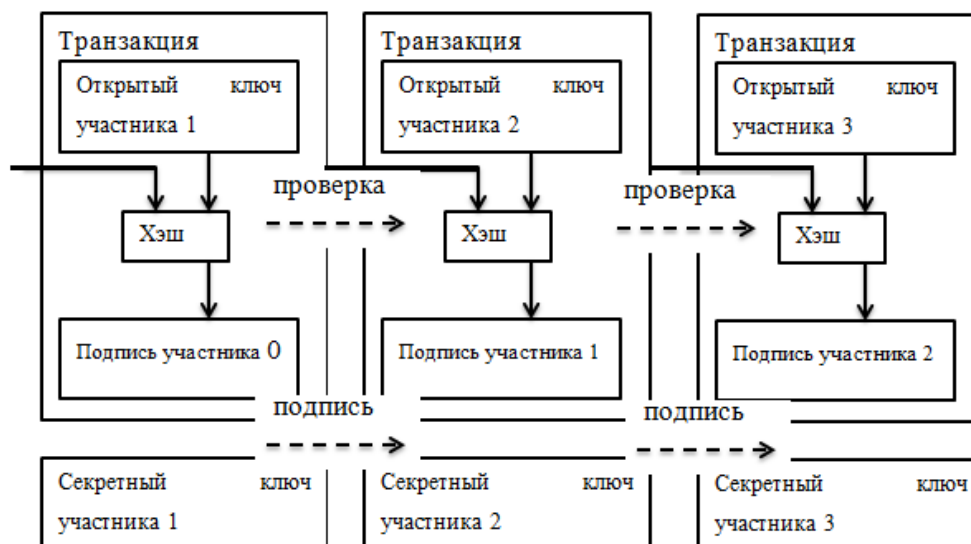 Транзакция
Открытый ключ
участника 1
Хэш
Подпись участника 0
Транзакция
Открытый ключ
участника 2
Хэш
Подпись участника 1
Транзакция
Открытый ключ
участника 3
Хэш
Подпись участника 2
проверка
проверка
подпись
подпись
Секретный ключ
участника 1
Секретный ключ
участника 2
Секретный ключ
участника 3